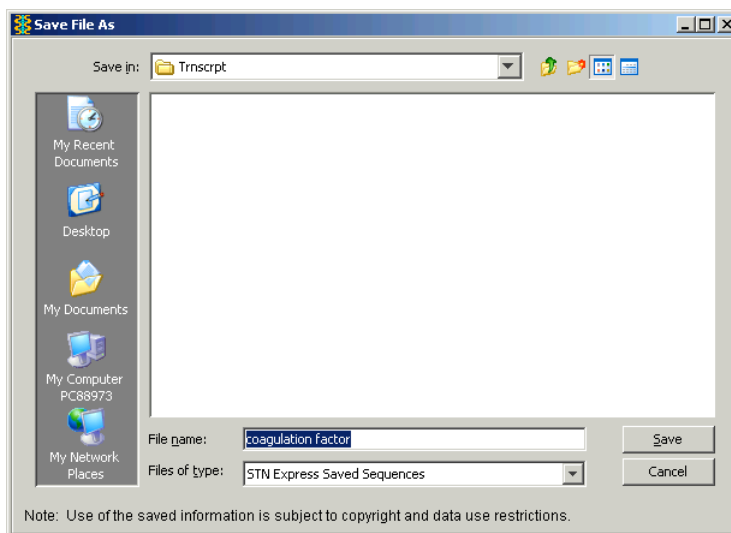 Save File As
Save in:
Trnscrpt
My Recent
Documents
Desktop
My Documents
My Computer
PC88973
My Network
Places
File name:
coagulation factor
Save
Files of type:
STN Express Saved Sequences
Cancel
Note: Use of the saved information is subject to copyright and data use restrictions.